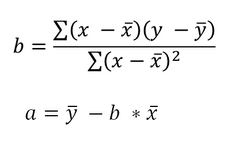 b = ∑(x − x̄)(y − ȳ) / ∑(x − x̄)²
a = ȳ − b * x̄